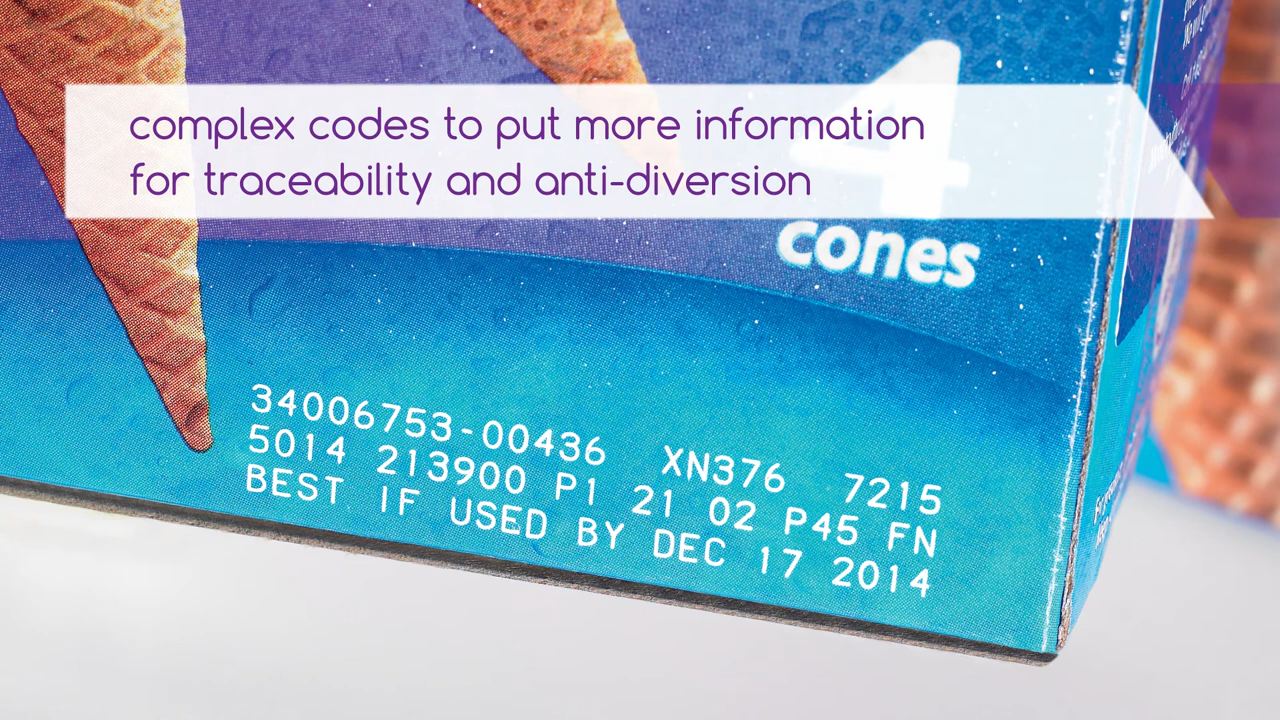 complex codes to put more information
for traceability and anti-diversion
4
cones
34006753-00436 XN376 7215
5014 213900 P1 21 02 P45 FN
BEST IF USED BY DEC 17 2014